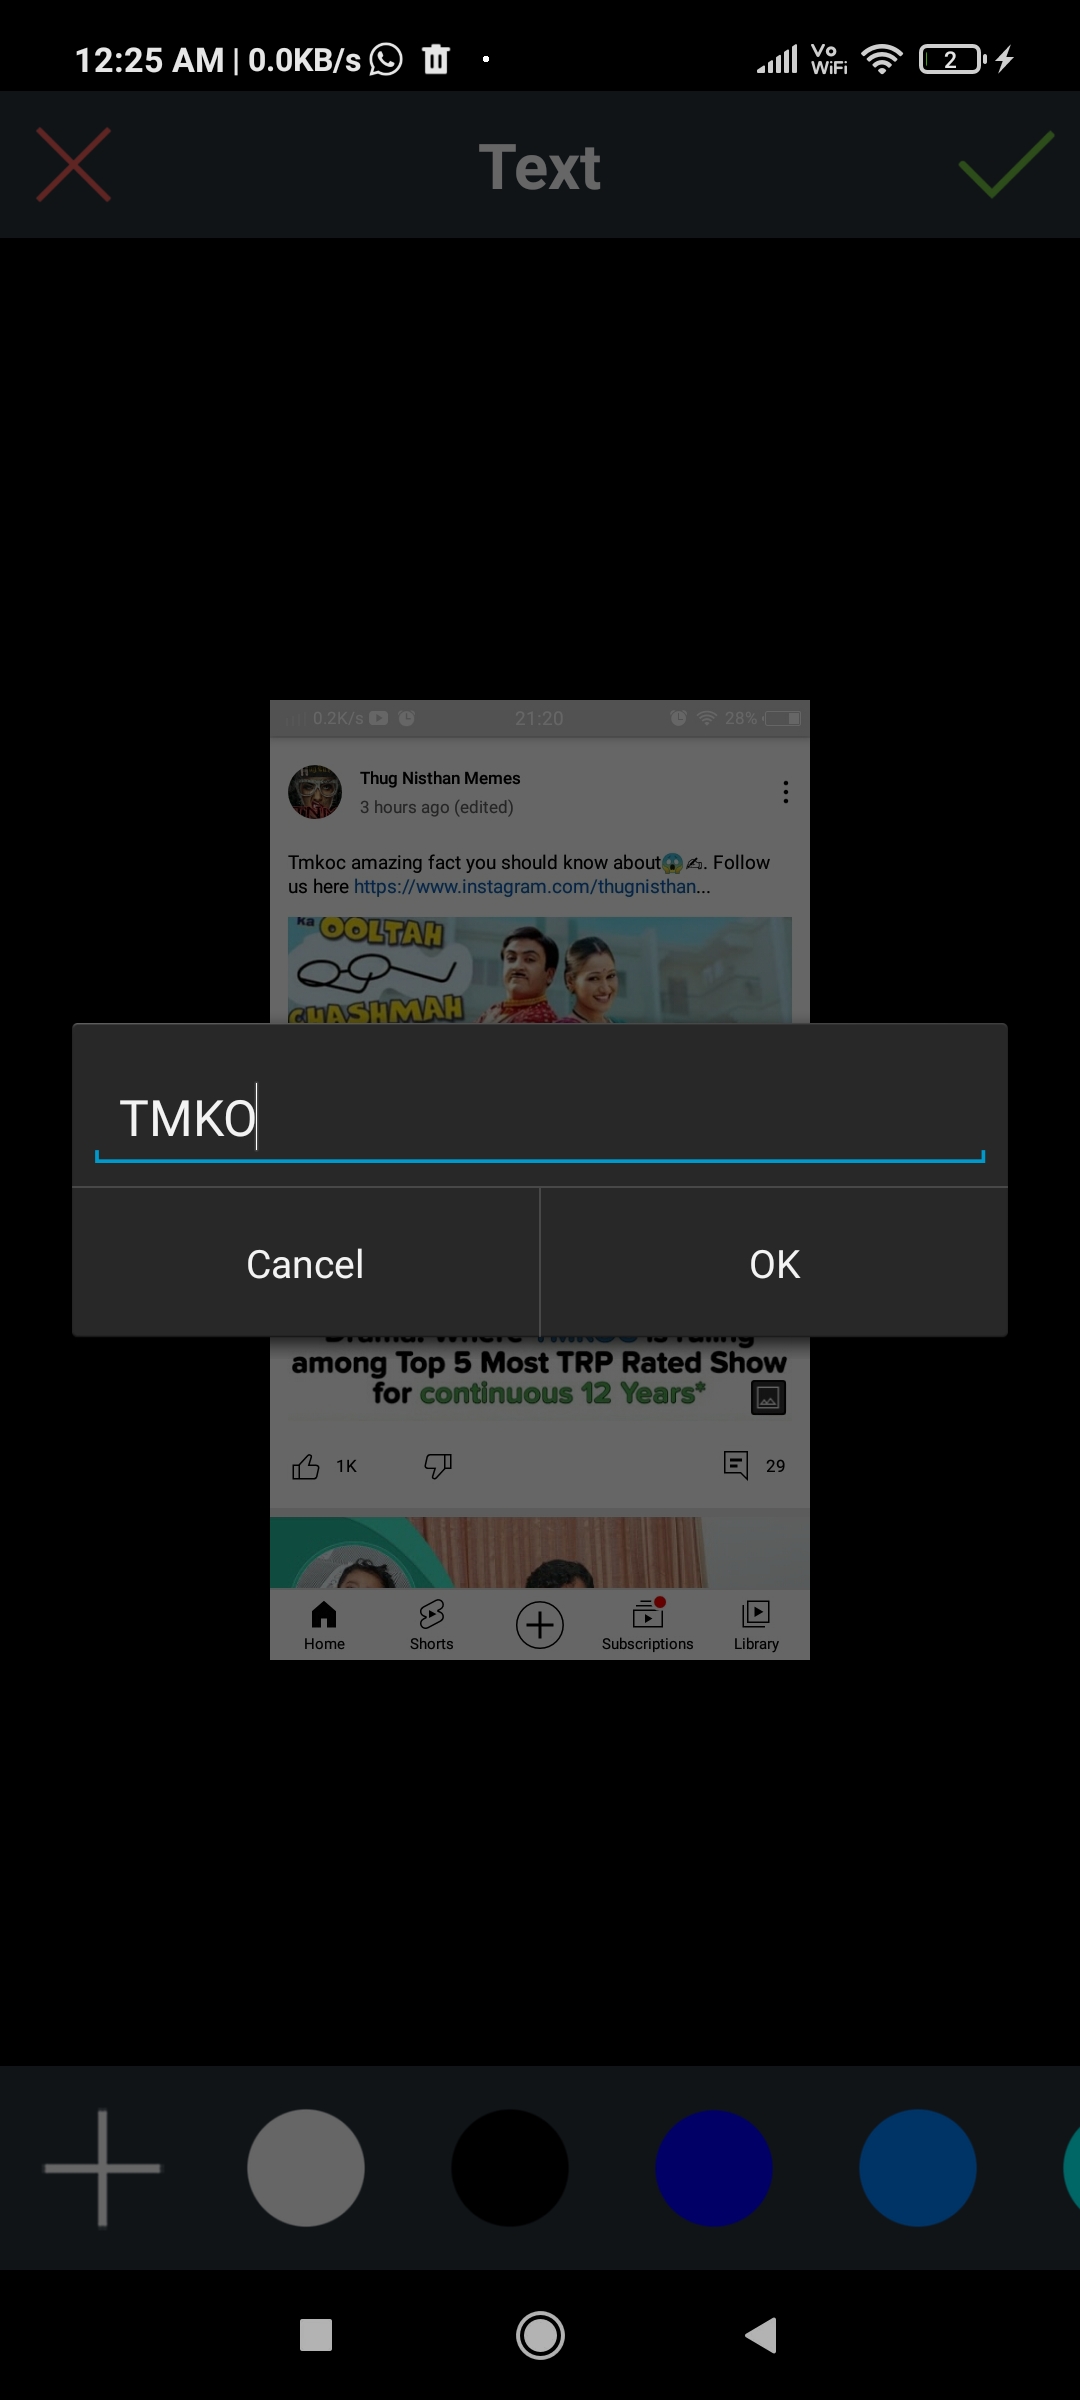 12:25 AM | 0.0KB/s
Vo
WiFi
2
Text
0.2K/s
21:20
28%
Thug Nisthan Memes
3 hours ago (edited)
Tmkoc amazing fact you should know about😱✍. Follow
us here https://www.instagram.com/thugnisthan...
ka
OOLTAH
CHASHMAH
TMKO
Cancel
OK
among Top 5 Most TRP Rated Show
for continuous 12 Years*
1K
29
Home
Shorts
Subscriptions
Library